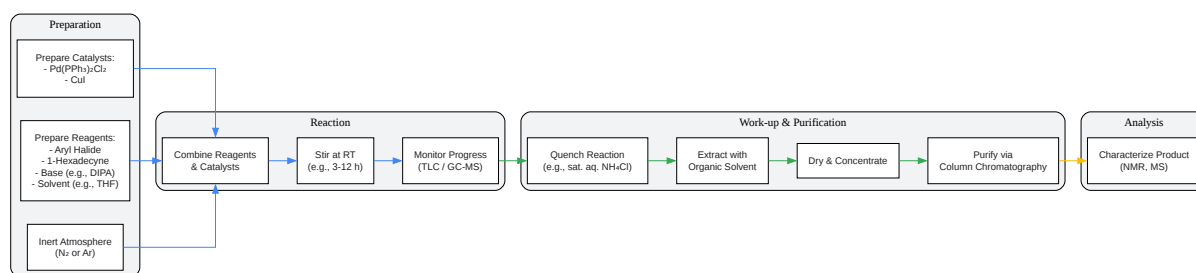 Preparation
Prepare Catalysts:
- Pd(PPh₃)₂Cl₂
- CuI
Prepare Reagents:
- Aryl Halide
- 1-Hexadecyne
- Base (e.g., DIPA)
- Solvent (e.g., THF)
Inert Atmosphere
(N₂ or Ar)
Reaction
Combine Reagents
& Catalysts
Stir at RT
(e.g., 3-12 h)
Monitor Progress
(TLC / GC-MS)
Work-up & Purification
Quench Reaction
(e.g., sat. aq. NH₄Cl)
Extract with
Organic Solvent
Dry & Concentrate
Purify via
Column Chromatography
Analysis
Characterize Product
(NMR, MS)